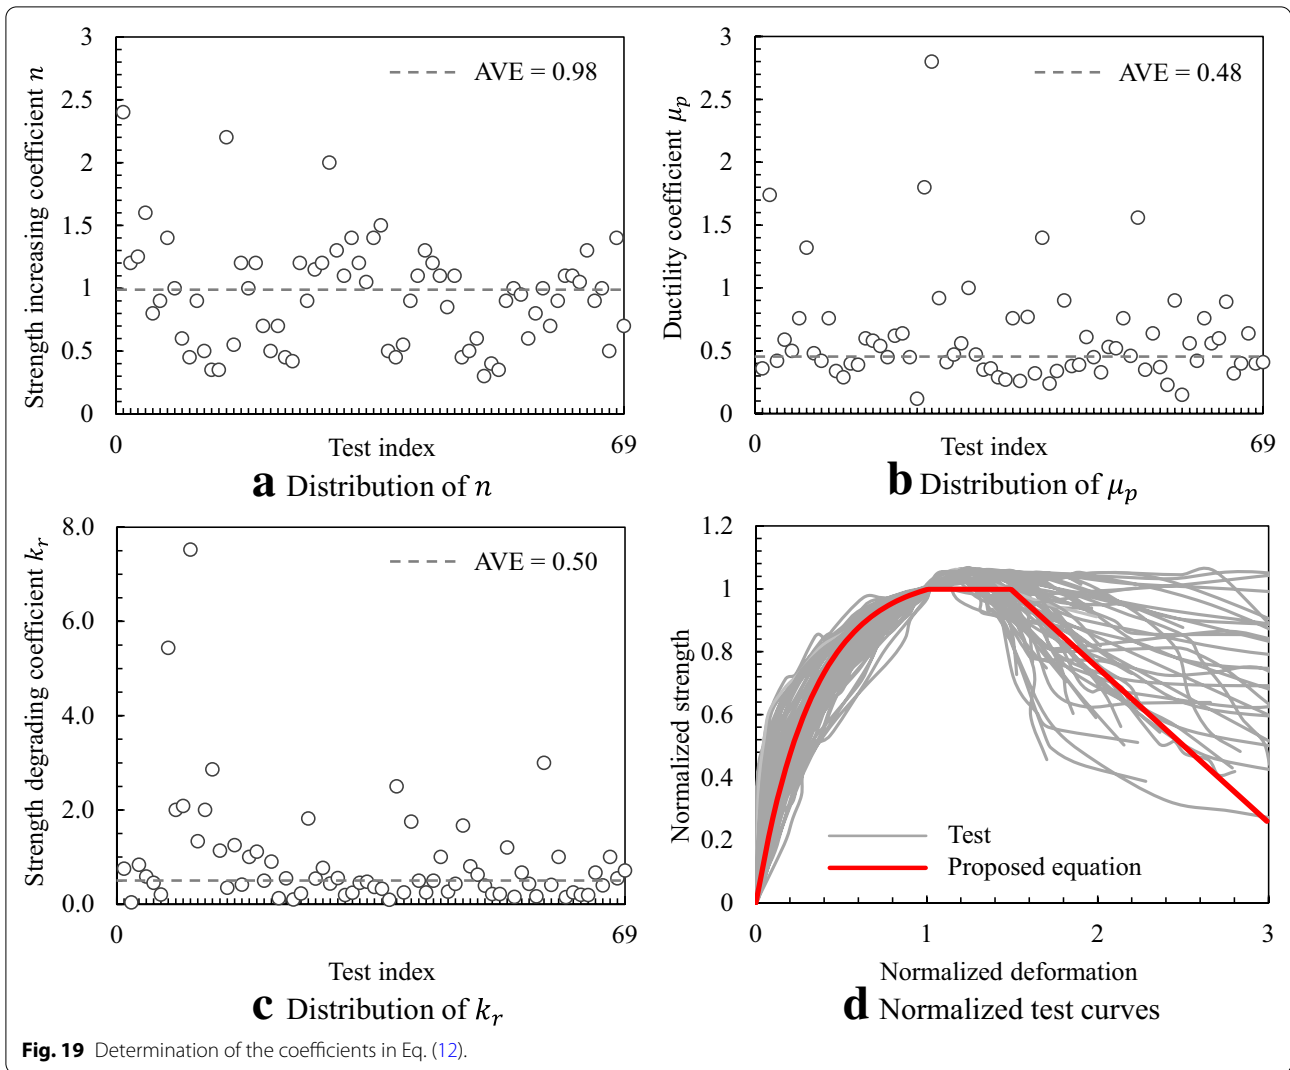 3
2.5
2
1.5
1
0.5
0
Strength increasing coefficient n
AVE = 0.98
0
69
Test index
a Distribution of n
3
2.5
2
1.5
1
0.5
0
Ductility coefficient μp
AVE = 0.48
0
69
Test index
b Distribution of μp
8.0
6.0
4.0
2.0
0.0
Strength degrading coefficient kr
AVE = 0.50
0
69
Test index
c Distribution of kr
1.2
1
0.8
0.6
0.4
0.2
0
Normalized strength
Test
Proposed equation
0
1
2
3
Normalized deformation
d Normalized test curves
Fig. 19 Determination of the coefficients in Eq. (12).